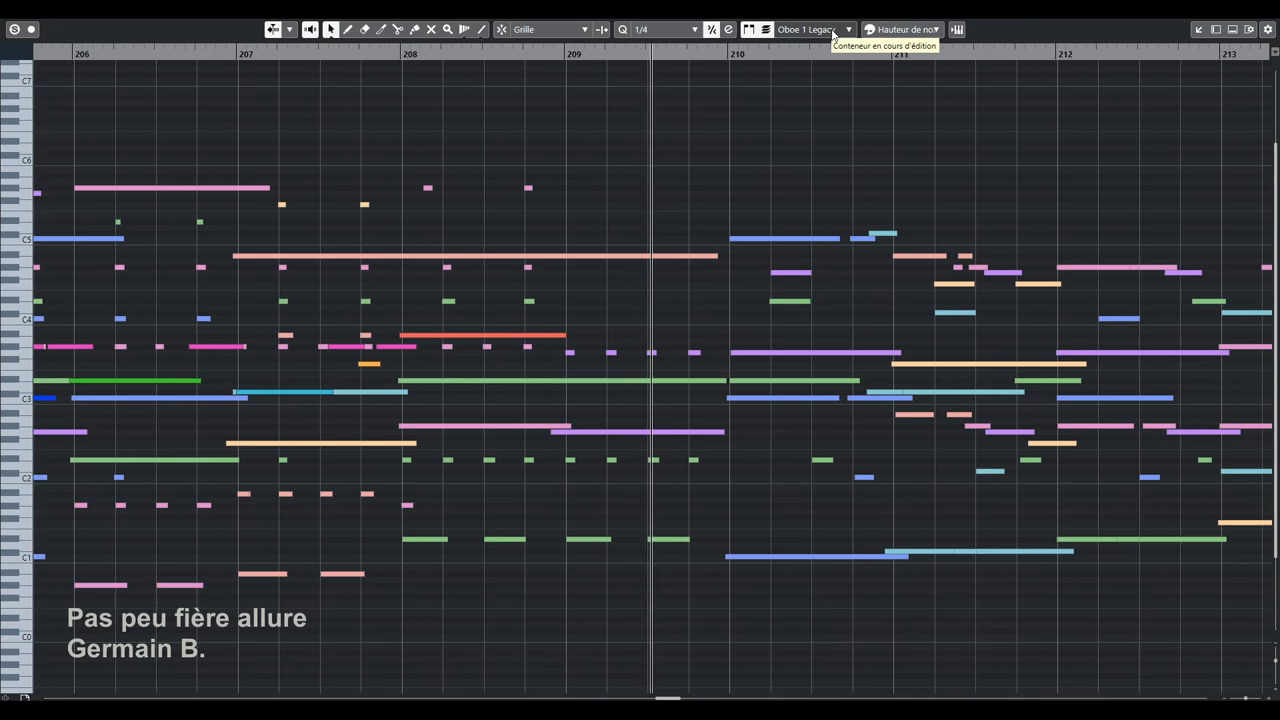 Grille
Q 1/4
Oboe 1 Legac
Hauteur de no
Conteneur en cours d'édition
206 207 208 209 210 211 212 213
C7
C6
C5
C4
C3
C2
C1
C0
Pas peu fière allure
Germain B.